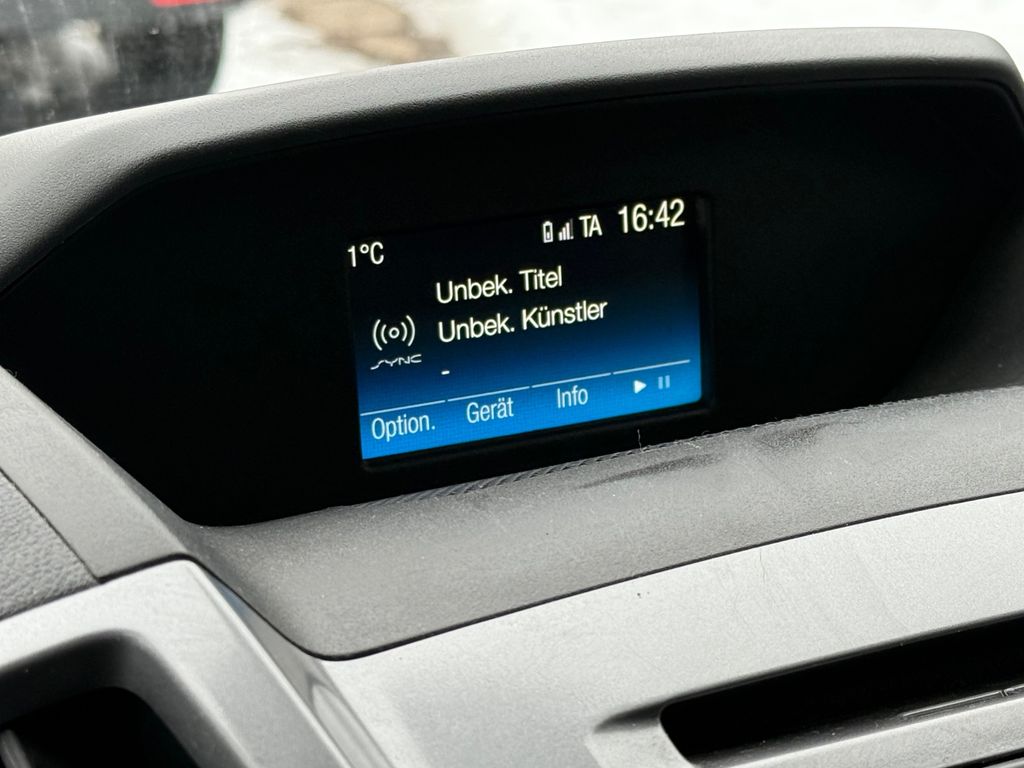 1°C TA 16:42
Unbek. Titel
Unbek. Künstler
SYNC
-
Option. Gerät Info